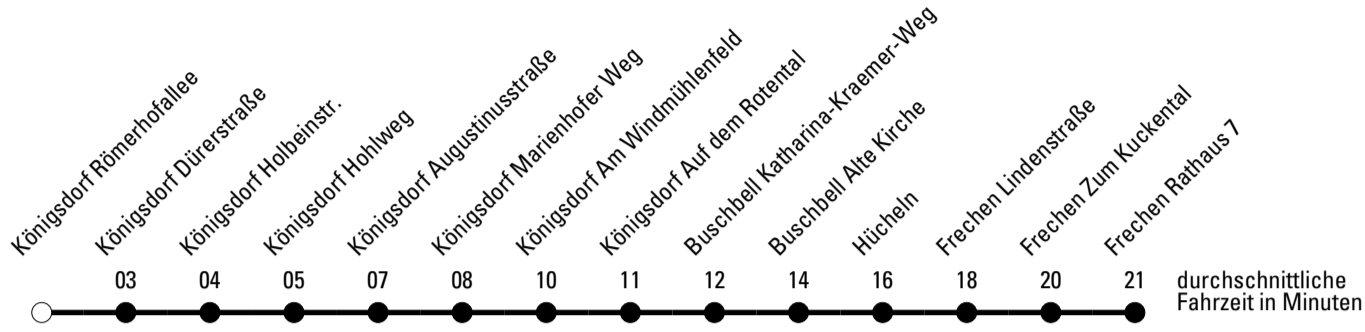 Königsdorf Römerhofallee
Königsdorf Dürerstraße
Königsdorf Holbeinstr.
Königsdorf Hohlweg
Königsdorf Augustinusstraße
Königsdorf Marienhofer Weg
Königsdorf Am Windmühlenfeld
Königsdorf Auf dem Rotental
Buschbell Katharina-Kraemer-Weg
Buschbell Alte Kirche
Hücheln
Frechen Lindenstraße
Frechen Zum Kuckental
Frechen Rathaus 7
03 04 05 07 08 10 11 12 14 16 18 20 21
durchschnittliche
Fahrzeit in Minuten